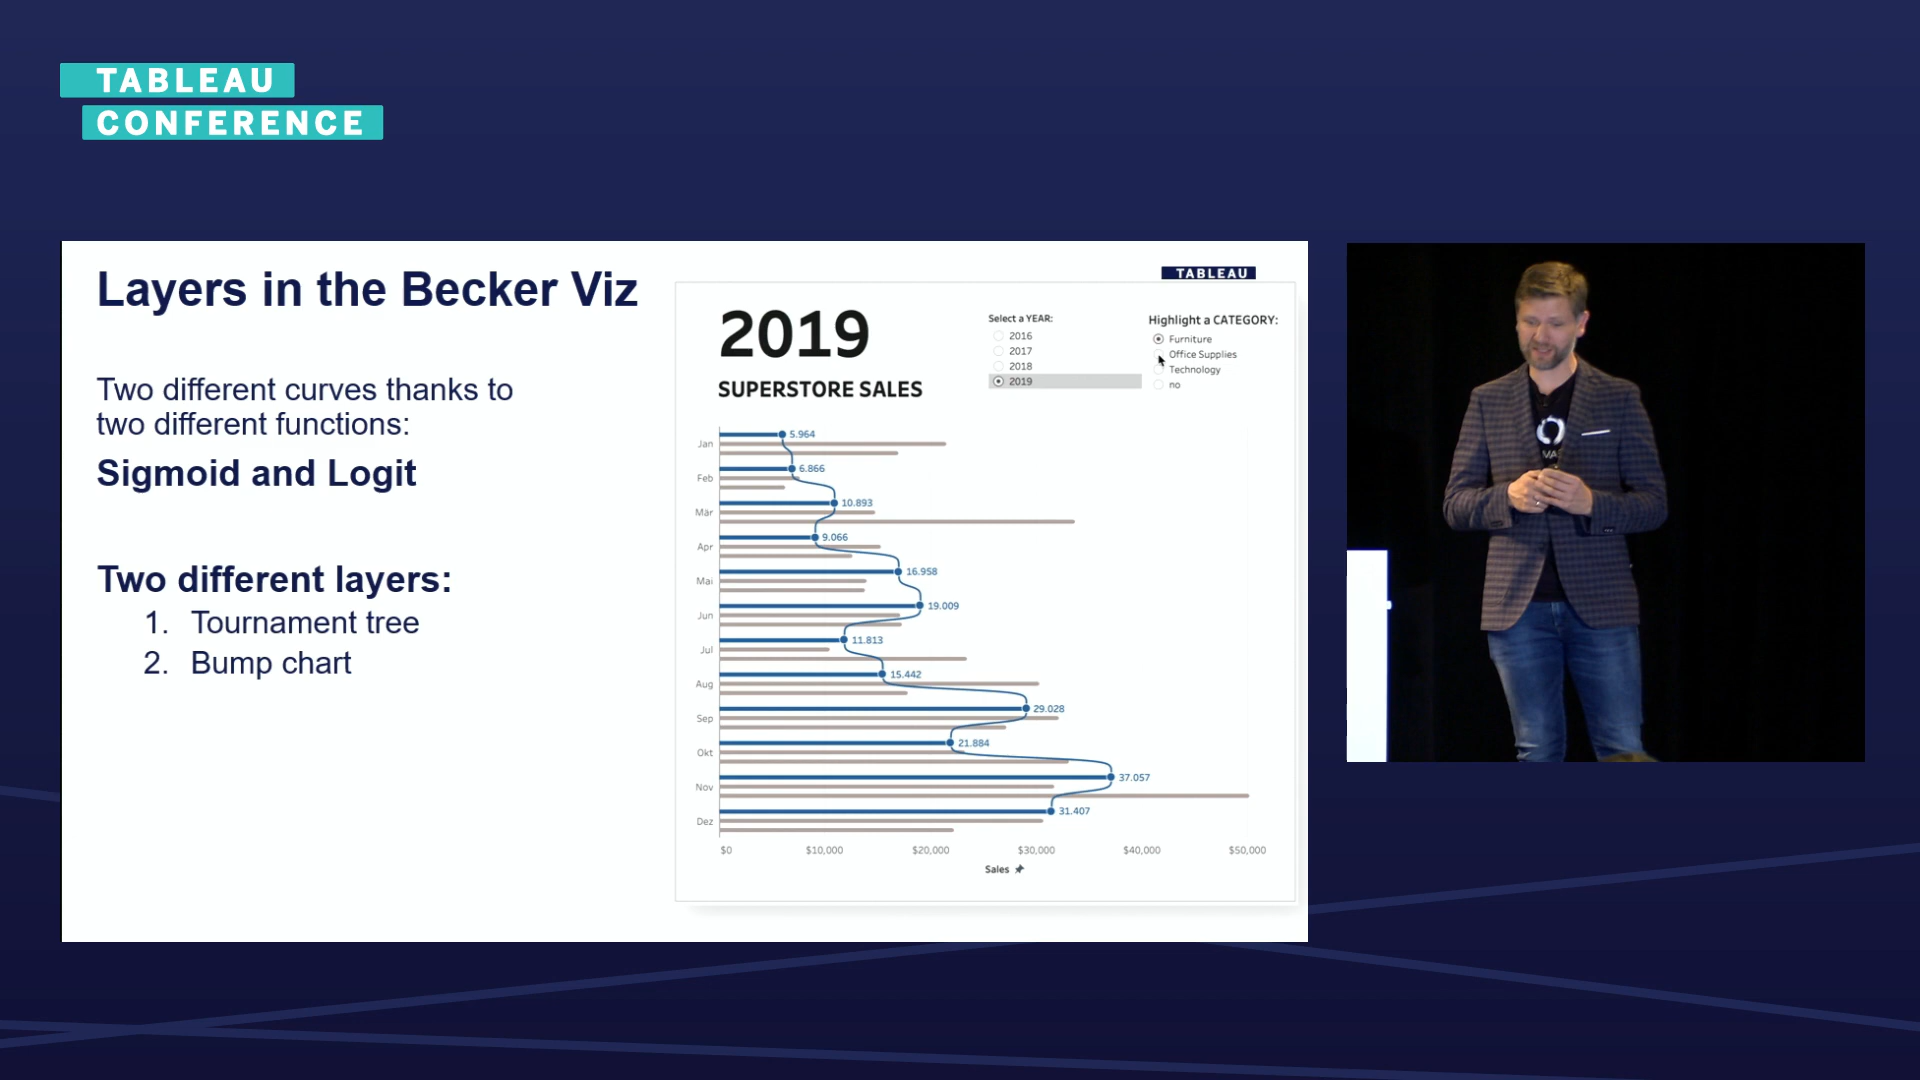 TABLEAU
CONFERENCE
Layers in the Becker Viz
Two different curves thanks to
two different functions:
Sigmoid and Logit
Two different layers:
1. Tournament tree
2. Bump chart
TABLEAU
2019
SUPERSTORE SALES
Select a YEAR:
2016
2017
2018
2019
Highlight a CATEGORY:
Furniture
Office Supplies
Technology
no
Jan
5.964
Feb
6.866
Mär
10.893
Apr
9.066
Mai
16.958
Jun
19.009
Jul
11.813
Aug
15.442
Sep
29.028
Okt
21.884
Nov
37.057
Dez
31.407
$0 $10,000 $20,000 $30,000 $40,000 $50,000
Sales